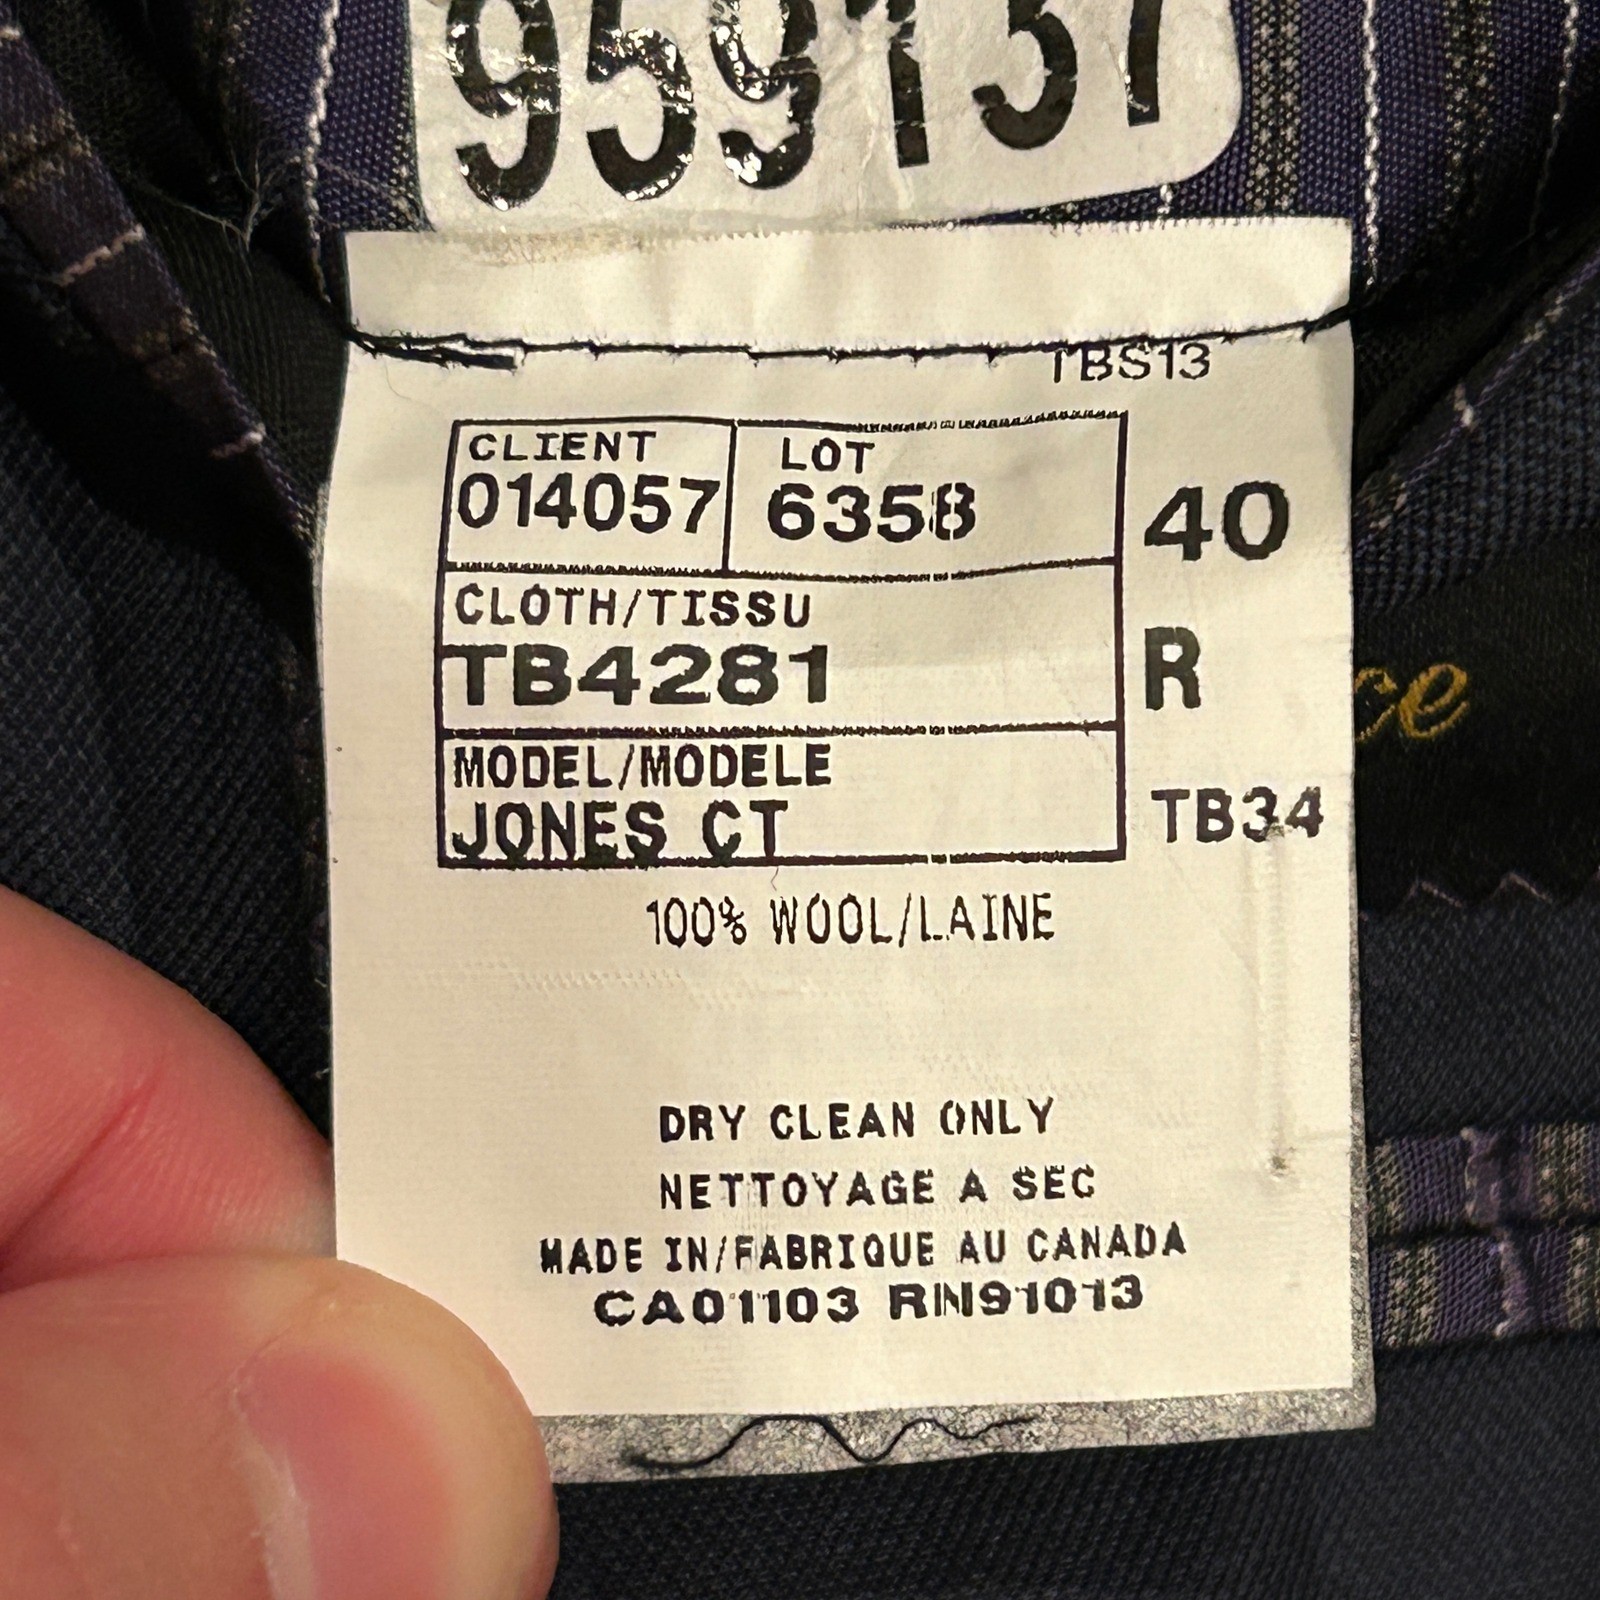 959137
TBS13
CLIENT LOT
014057 6358 40
CLOTH/TISSU
TB4281 R
MODEL/MODELE
JONES CT TB34
100% WOOL/LAINE
DRY CLEAN ONLY
NETTOYAGE A SEC
MADE IN/FABRIQUE AU CANADA
CA01103 RN91013